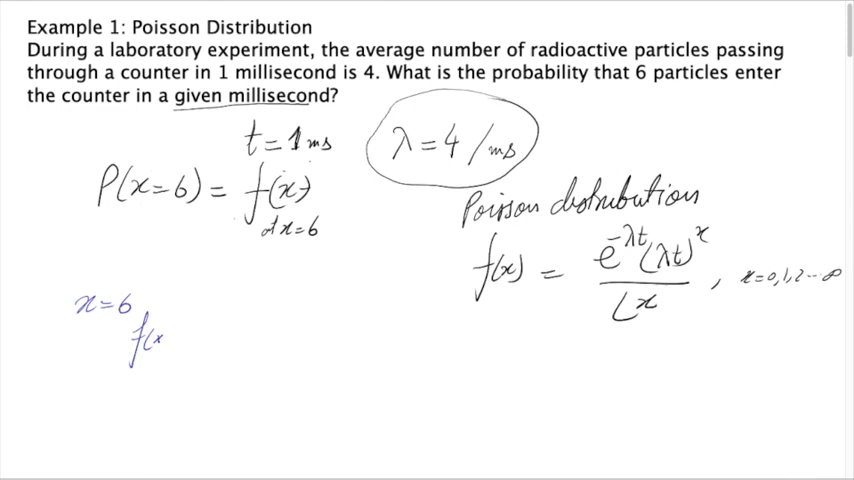 Example 1: Poisson Distribution
During a laboratory experiment, the average number of radioactive particles passing
through a counter in 1 millisecond is 4. What is the probability that 6 particles enter
the counter in a given millisecond?
t = 1 ms
λ = 4 / ms
P(x=6) = f(x)
at x=6
Poisson distribution
f(x) = e^{-λt}(λt)^x / ⌊x , x=0,1,2--∞
x = 6
f(x